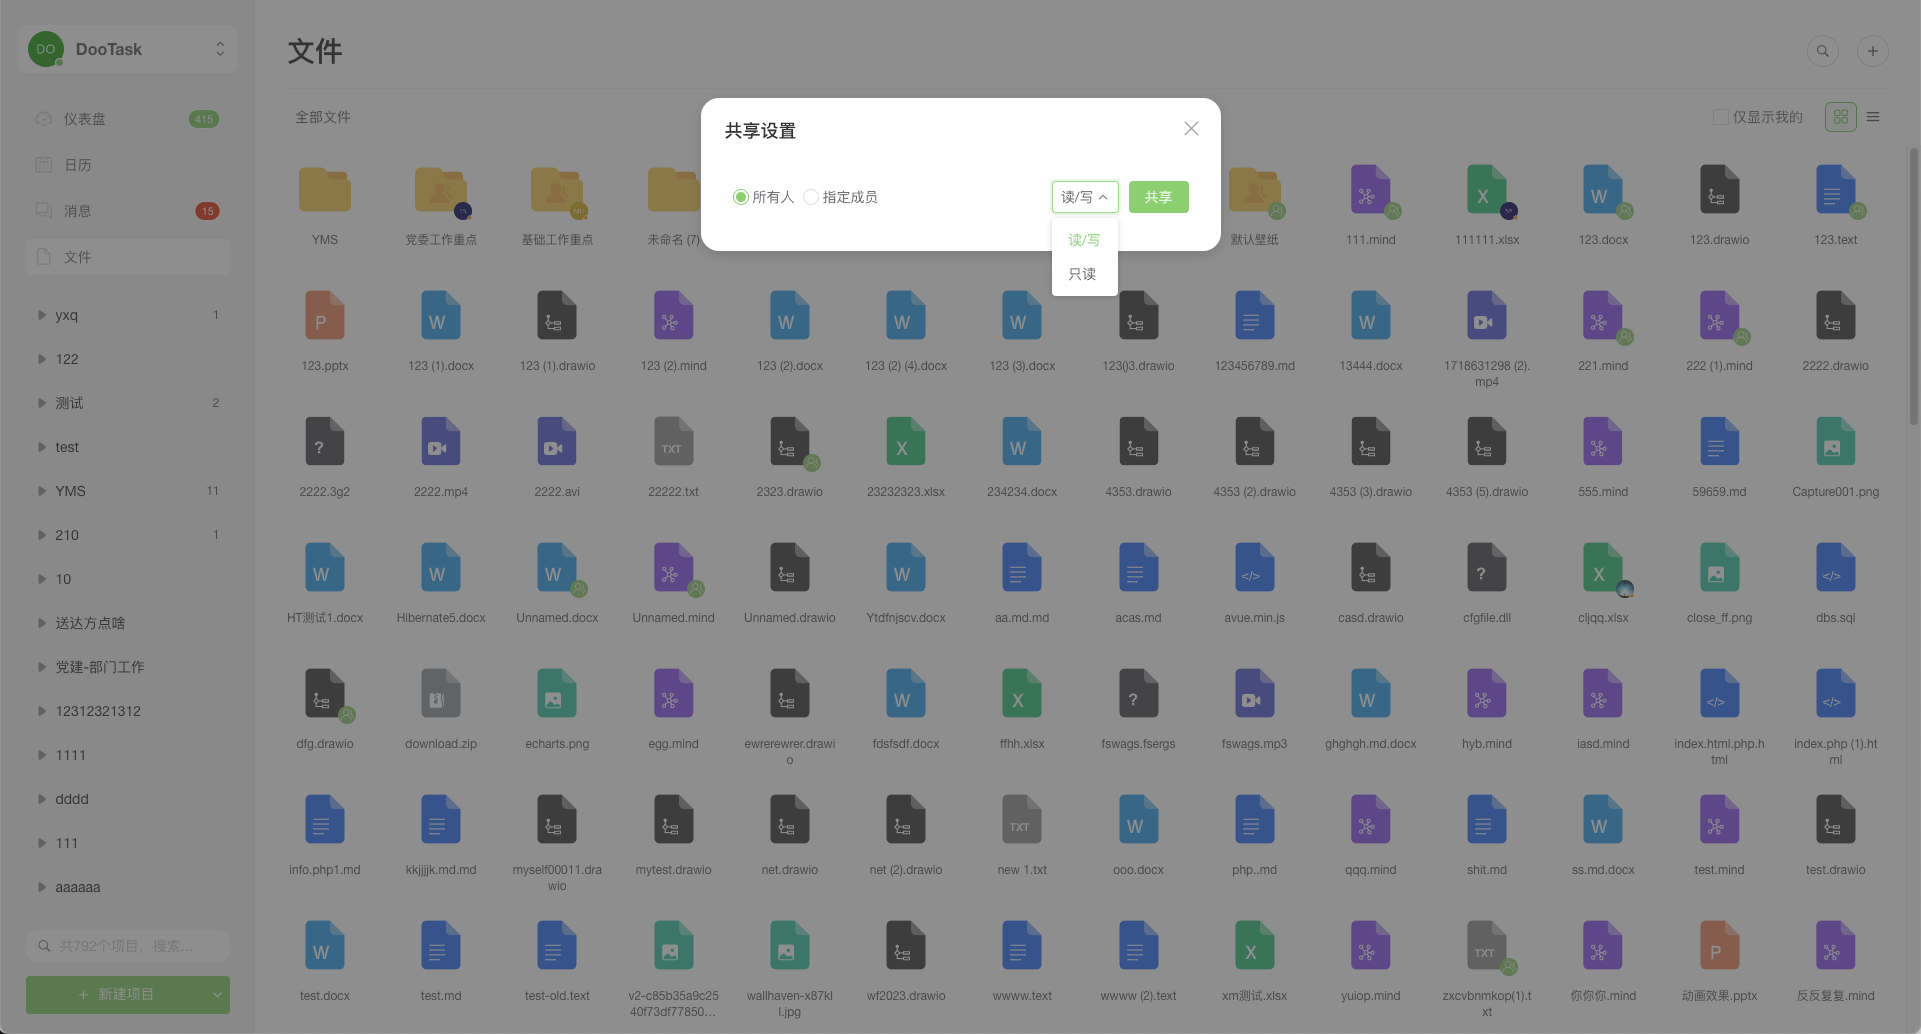 DO
DooTask
仪表盘
415
日历
消息
15
文件
yxq
1
122
测试
2
test
YMS
11
210
1
10
送达方点啥
党建-部门工作
12312321312
1111
dddd
111
aaaaaa
共792个项目，搜索...
+ 新建项目
文件
全部文件
仅显示我的
共享设置
所有人
指定成员
读/写
共享
读/写
只读
YMS
党委工作重点
基础工作重点
未命名 (7)
默认壁纸
111.mind
111111.xlsx
123.docx
123.drawio
123.text
123.pptx
123 (1).docx
123 (1).drawio
123 (2).mind
123 (2).docx
123 (2) (4).docx
123 (3).docx
123()3.drawio
123456789.md
13444.docx
1718631298 (2).
mp4
221.mind
222 (1).mind
2222.drawio
2222.3g2
2222.mp4
2222.avi
22222.txt
2323.drawio
23232323.xlsx
234234.docx
4353.drawio
4353 (2).drawio
4353 (3).drawio
4353 (5).drawio
555.mind
59659.md
Capture001.png
HT测试1.docx
Hibernate5.docx
Unnamed.docx
Unnamed.mind
Unnamed.drawio
Ytdfnjscv.docx
aa.md.md
acas.md
avue.min.js
casd.drawio
cfgfile.dll
cljqq.xlsx
close_ff.png
dbs.sql
dfg.drawio
download.zip
echarts.png
egg.mind
ewrerewrer.drawi
o
fdsfsdf.docx
ffhh.xlsx
fswags.fsergs
fswags.mp3
ghghgh.md.docx
hyb.mind
iasd.mind
index.html.php.h
tml
index.php (1).ht
ml
info.php1.md
kkjjjjk.md.md
myself00011.dra
wio
mytest.drawio
net.drawio
net (2).drawio
new 1.txt
ooo.docx
php..md
qqq.mind
shit.md
ss.md.docx
test.mind
test.drawio
test.docx
test.md
test-old.text
v2-c85b35a9c25
40f73df77850...
wallhaven-x87kl
l.jpg
wf2023.drawio
wwww.text
wwww (2).text
xm测试.xlsx
yuiop.mind
zxcvbnmkop(1).t
xt
你你你.mind
动画效果.pptx
反反复复.mind